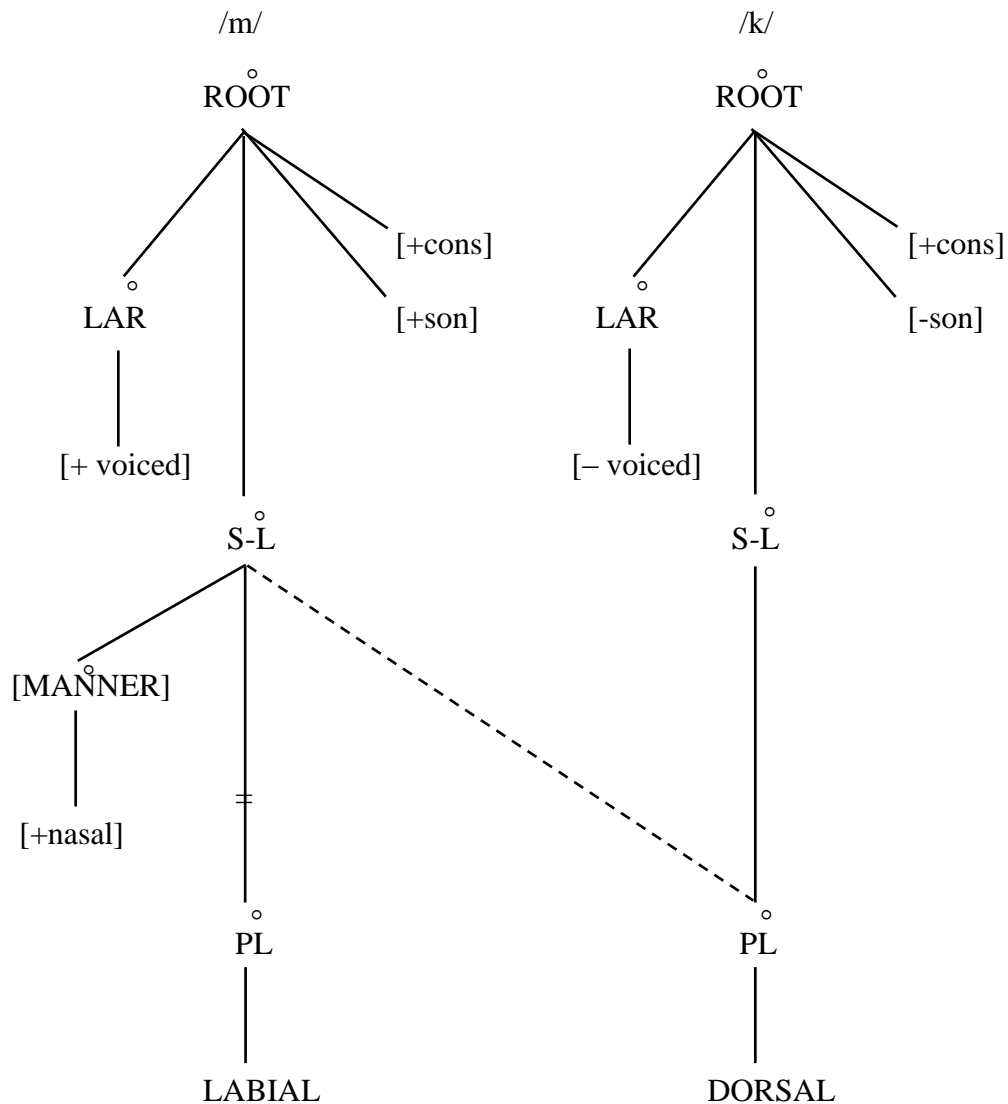 /m/ /k/
ROOT ROOT
[+cons] [+cons]
LAR [+son] LAR [-son]
[+ voiced] [– voiced]
S-L S-L
[MANNER]
[+nasal]
PL PL
LABIAL DORSAL